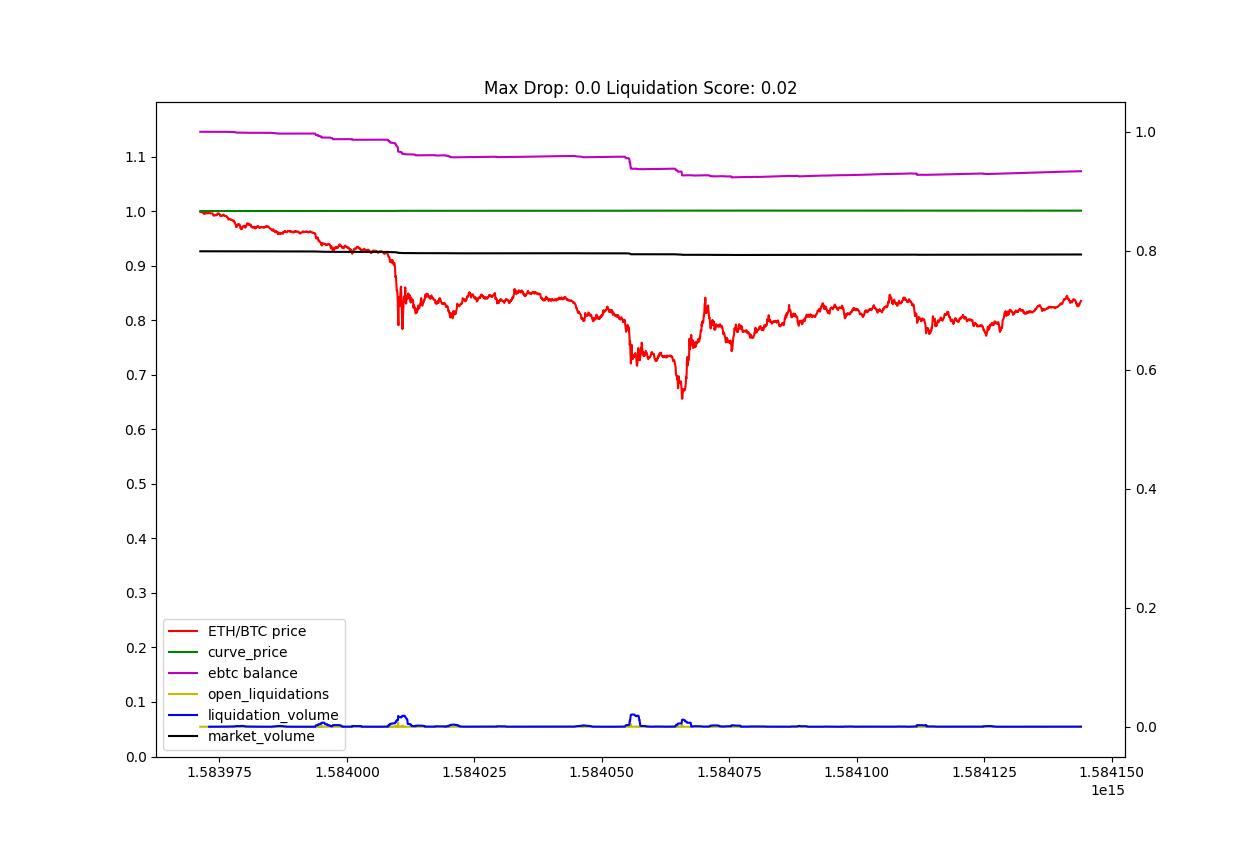 Max Drop: 0.0 Liquidation Score: 0.02
1.1
1.0
0.9
0.8
0.7
0.6
0.5
0.4
0.3
0.2
0.1
0.0
1.0
0.8
0.6
0.4
0.2
0.0
ETH/BTC price
curve_price
ebtc balance
open_liquidations
liquidation_volume
market_volume
1.583975 1.584000 1.584025 1.584050 1.584075 1.584100 1.584125 1.584150
1e15